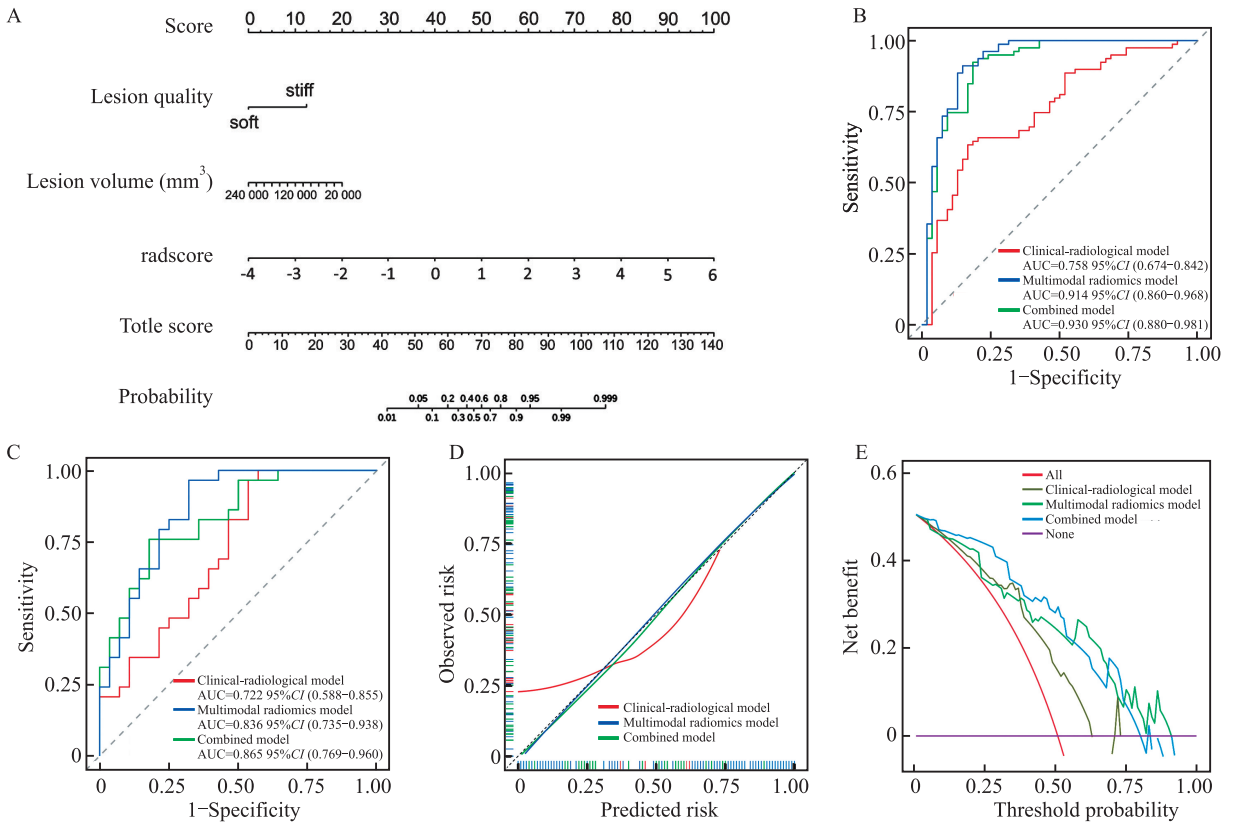 A
Score
0 10 20 30 40 50 60 70 80 90 100
Lesion quality
stiff
soft
Lesion volume (mm3)
240 000 120 000 20 000
radscore
-4 -3 -2 -1 0 1 2 3 4 5 6
Totle score
0 10 20 30 40 50 60 70 80 90 100 110 120 130 140
Probability
0.05 0.2 0.4 0.6 0.8 0.95 0.999
0.01 0.1 0.3 0.5 0.7 0.9 0.99
B
Sensitivity
1.00
0.75
0.50
0.25
0
Clinical-radiological model
AUC=0.758 95%CI (0.674−0.842)
Multimodal radiomics model
AUC=0.914 95%CI (0.860−0.968)
Combined model
AUC=0.930 95%CI (0.880−0.981)
0 0.25 0.50 0.75 1.00
1−Specificity
C
Sensitivity
1.00
0.75
0.50
0.25
0
Clinical-radiological model
AUC=0.722 95%CI (0.588−0.855)
Multimodal radiomics model
AUC=0.836 95%CI (0.735−0.938)
Combined model
AUC=0.865 95%CI (0.769−0.960)
0 0.25 0.50 0.75 1.00
1−Specificity
D
Observed risk
1.00
0.75
0.50
0.25
0
Clinical-radiological model
Multimodal radiomics model
Combined model
0 0.25 0.50 0.75 1.00
Predicted risk
E
Net benefit
0.6
0.4
0.2
0
All
Clinical-radiological model
Multimodal radiomics model
Combined model
None
0 0.25 0.50 0.75 1.00
Threshold probability